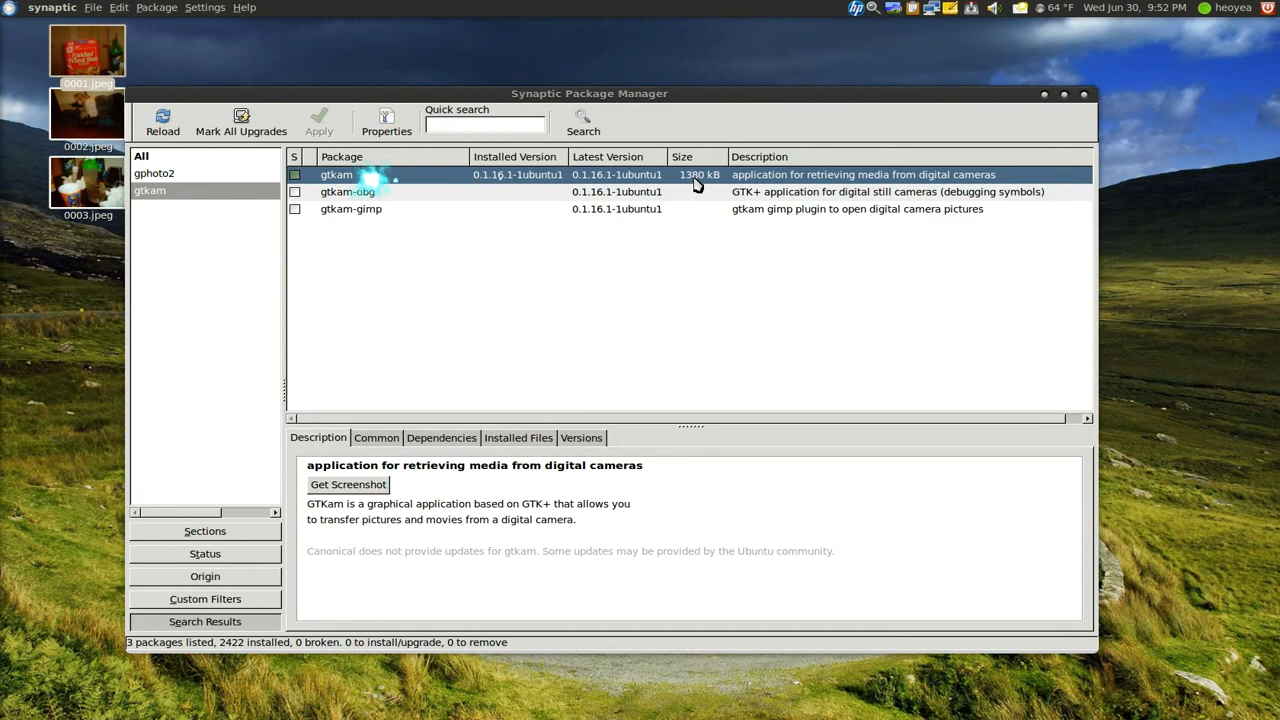 synaptic File Edit Package Settings Help
64 °F Wed Jun 30, 9:52 PM heoyea
0001.jpeg
0002.jpeg
0003.jpeg
Synaptic Package Manager
Reload Mark All Upgrades Apply Properties Quick search Search
All
gphoto2
gtkam
S Package Installed Version Latest Version Size Description
gtkam 0.1.16.1-1ubuntu1 0.1.16.1-1ubuntu1 1380 kB application for retrieving media from digital cameras
gtkam-dbg 0.1.16.1-1ubuntu1 GTK+ application for digital still cameras (debugging symbols)
gtkam-gimp 0.1.16.1-1ubuntu1 gtkam gimp plugin to open digital camera pictures
Description Common Dependencies Installed Files Versions
application for retrieving media from digital cameras
Get Screenshot
GTKam is a graphical application based on GTK+ that allows you
to transfer pictures and movies from a digital camera.
Canonical does not provide updates for gtkam. Some updates may be provided by the Ubuntu community.
Sections
Status
Origin
Custom Filters
Search Results
3 packages listed, 2422 installed, 0 broken. 0 to install/upgrade, 0 to remove